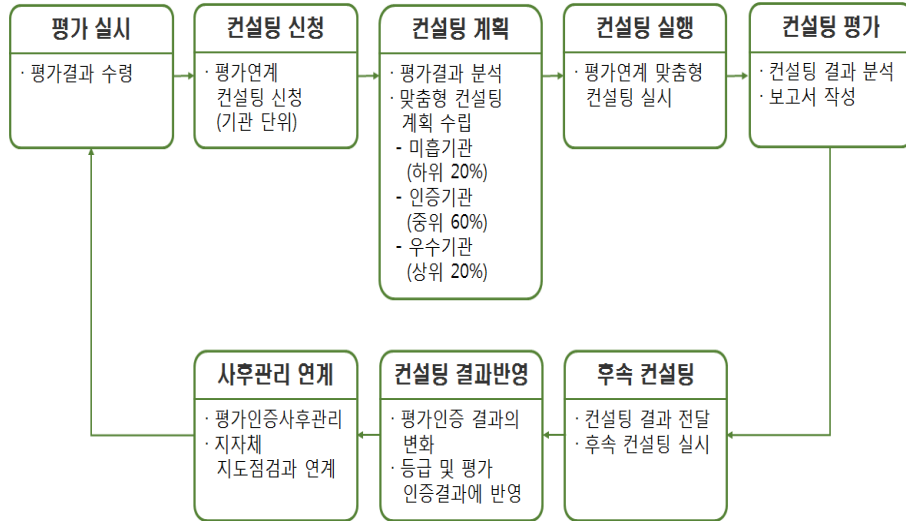 평가 실시
· 평가결과 수령
컨설팅 신청
· 평가연계
컨설팅 신청
(기관 단위)
컨설팅 계획
· 평가결과 분석
· 맞춤형 컨설팅
계획 수립
- 미흡기관
(하위 20%)
- 인증기관
(중위 60%)
- 우수기관
(상위 20%)
컨설팅 실행
· 평가연계 맞춤형
컨설팅 실시
컨설팅 평가
· 컨설팅 결과 분석
· 보고서 작성
사후관리 연계
· 평가인증사후관리
· 지자체
지도점검과 연계
컨설팅 결과반영
· 평가인증 결과의
변화
· 등급 및 평가
인증결과에 반영
후속 컨설팅
· 컨설팅 결과 전달
· 후속 컨설팅 실시